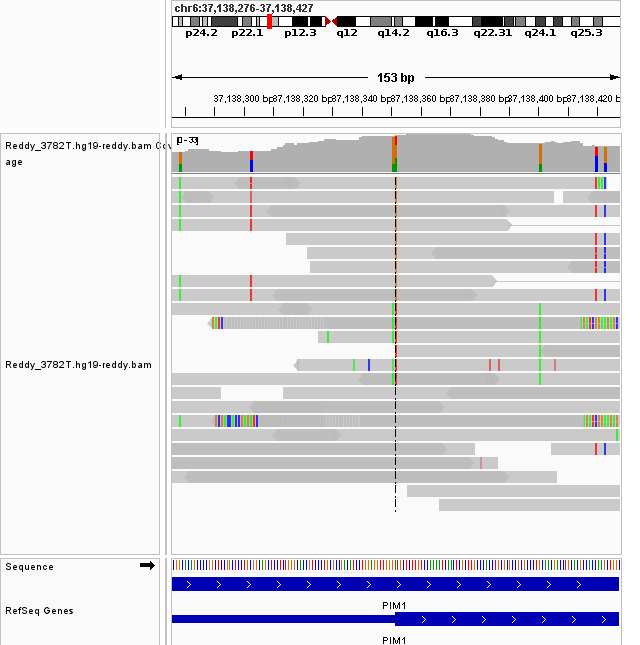 chr6:37,138,276-37,138,427
p24.2 p22.1 p12.3 q12 q14.2 q16.3 q22.31 q24.1 q25.3
153 bp
37,138,300 bp 37,138,320 bp 37,138,340 bp 37,138,360 bp 37,138,380 bp 37,138,400 bp 37,138,420 b
Reddy_3782T.hg19-reddy.bam Cov
age
[0-33]
Reddy_3782T.hg19-reddy.bam
Sequence
RefSeq Genes
PIM1
PIM1